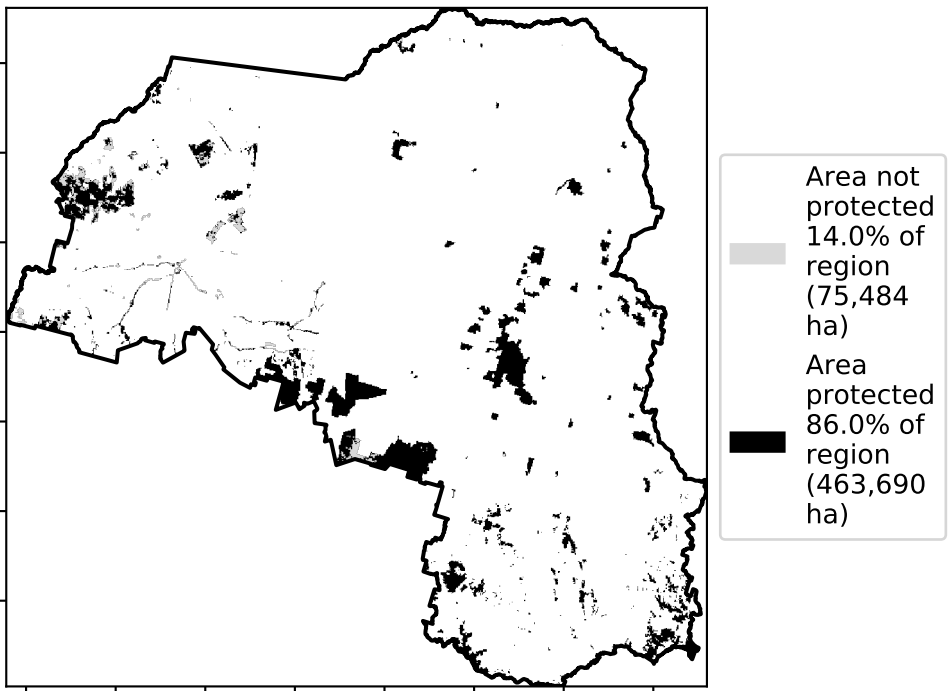 Area not
protected
14.0% of
region
(75,484
ha)
Area
protected
86.0% of
region
(463,690
ha)